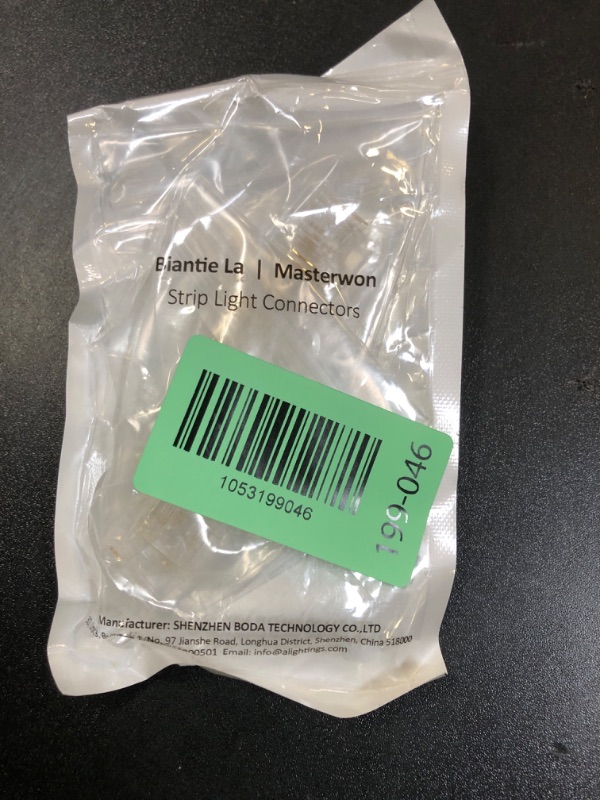 Biantie La | Masterwon
Strip Light Connectors
1053199046
199-046
Manufacturer: SHENZHEN BODA TECHNOLOGY CO.,LTD
No. 97 Jianshe Road, Longhua District, Shenzhen, China 518000
Email: info@alightings.com